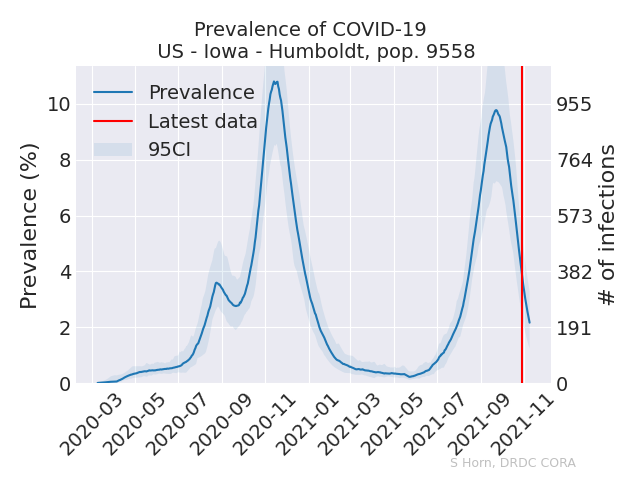 Prevalence of COVID-19
US - Iowa - Humboldt, pop. 9558
Prevalence
Latest data
95CI
Prevalence (%)
10
8
6
4
2
0
955
764
573
382
191
0
# of infections
2020-03
2020-05
2020-07
2020-09
2020-11
2021-01
2021-03
2021-05
2021-07
2021-09
2021-11
S Horn, DRDC CORA